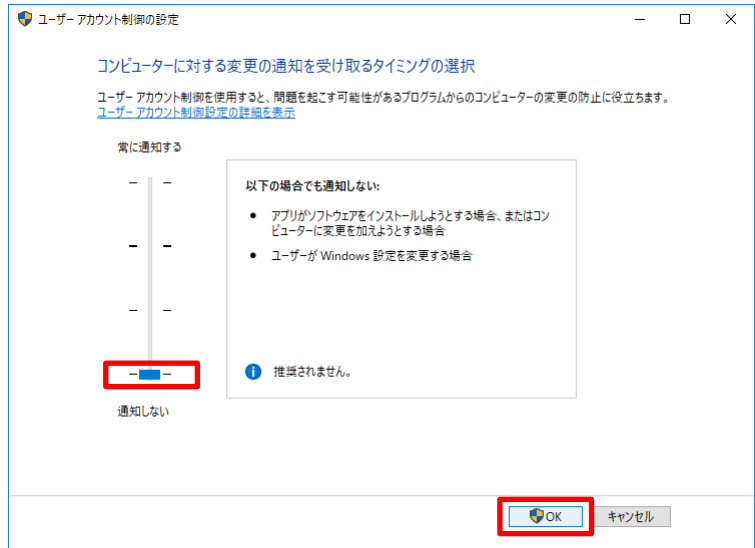 ユーザー アカウント制御の設定
コンピューターに対する変更の通知を受け取るタイミングの選択
ユーザー アカウント制御を使用すると、問題を起こす可能性があるプログラムからのコンピューターの変更の防止に役立ちます。
ユーザー アカウント制御設定の詳細を表示
常に通知する
以下の場合でも通知しない:
• アプリがソフトウェアをインストールしようとする場合、またはコン
ピューターに変更を加えようとする場合
• ユーザーが Windows 設定を変更する場合
推奨されません。
通知しない
OK キャンセル